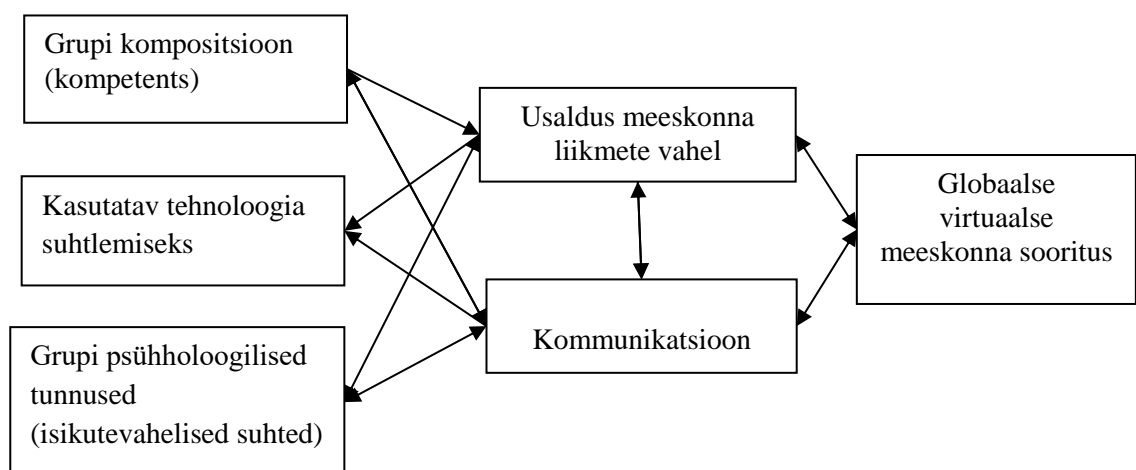 Grupi kompositsioon
(kompetents)
Kasutatav tehnoloogia
suhtlemiseks
Grupi psühholoogilised
tunnused
(isikutevahelised suhted)
Usaldus meeskonna
liikmete vahel
Kommunikatsioon
Globaalse
virtuaalse
meeskonna sooritus